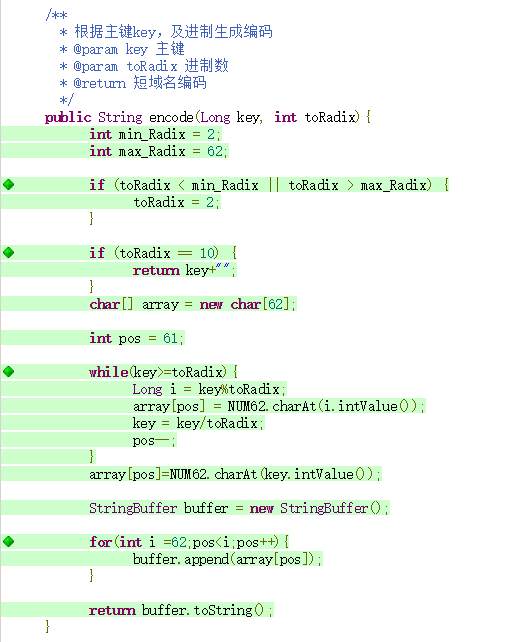 /**
 * 根据主键key，及进制生成编码
 * @param key 主键
 * @param toRadix 进制数
 * @return 短域名编码
 */
public String encode(Long key, int toRadix){
int min_Radix = 2;
int max_Radix = 62;
if (toRadix < min_Radix || toRadix > max_Radix) {
toRadix = 2;
}
if (toRadix == 10) {
return key+"";
}
char[] array = new char[62];
int pos = 61;
while(key>=toRadix){
Long i = key%toRadix;
array[pos] = NUM62.charAt(i.intValue());
key = key/toRadix;
pos--;
}
array[pos]=NUM62.charAt(key.intValue());
StringBuffer buffer = new StringBuffer();
for(int i =62;pos<i;pos++){
buffer.append(array[pos]);
}
return buffer.toString();
}